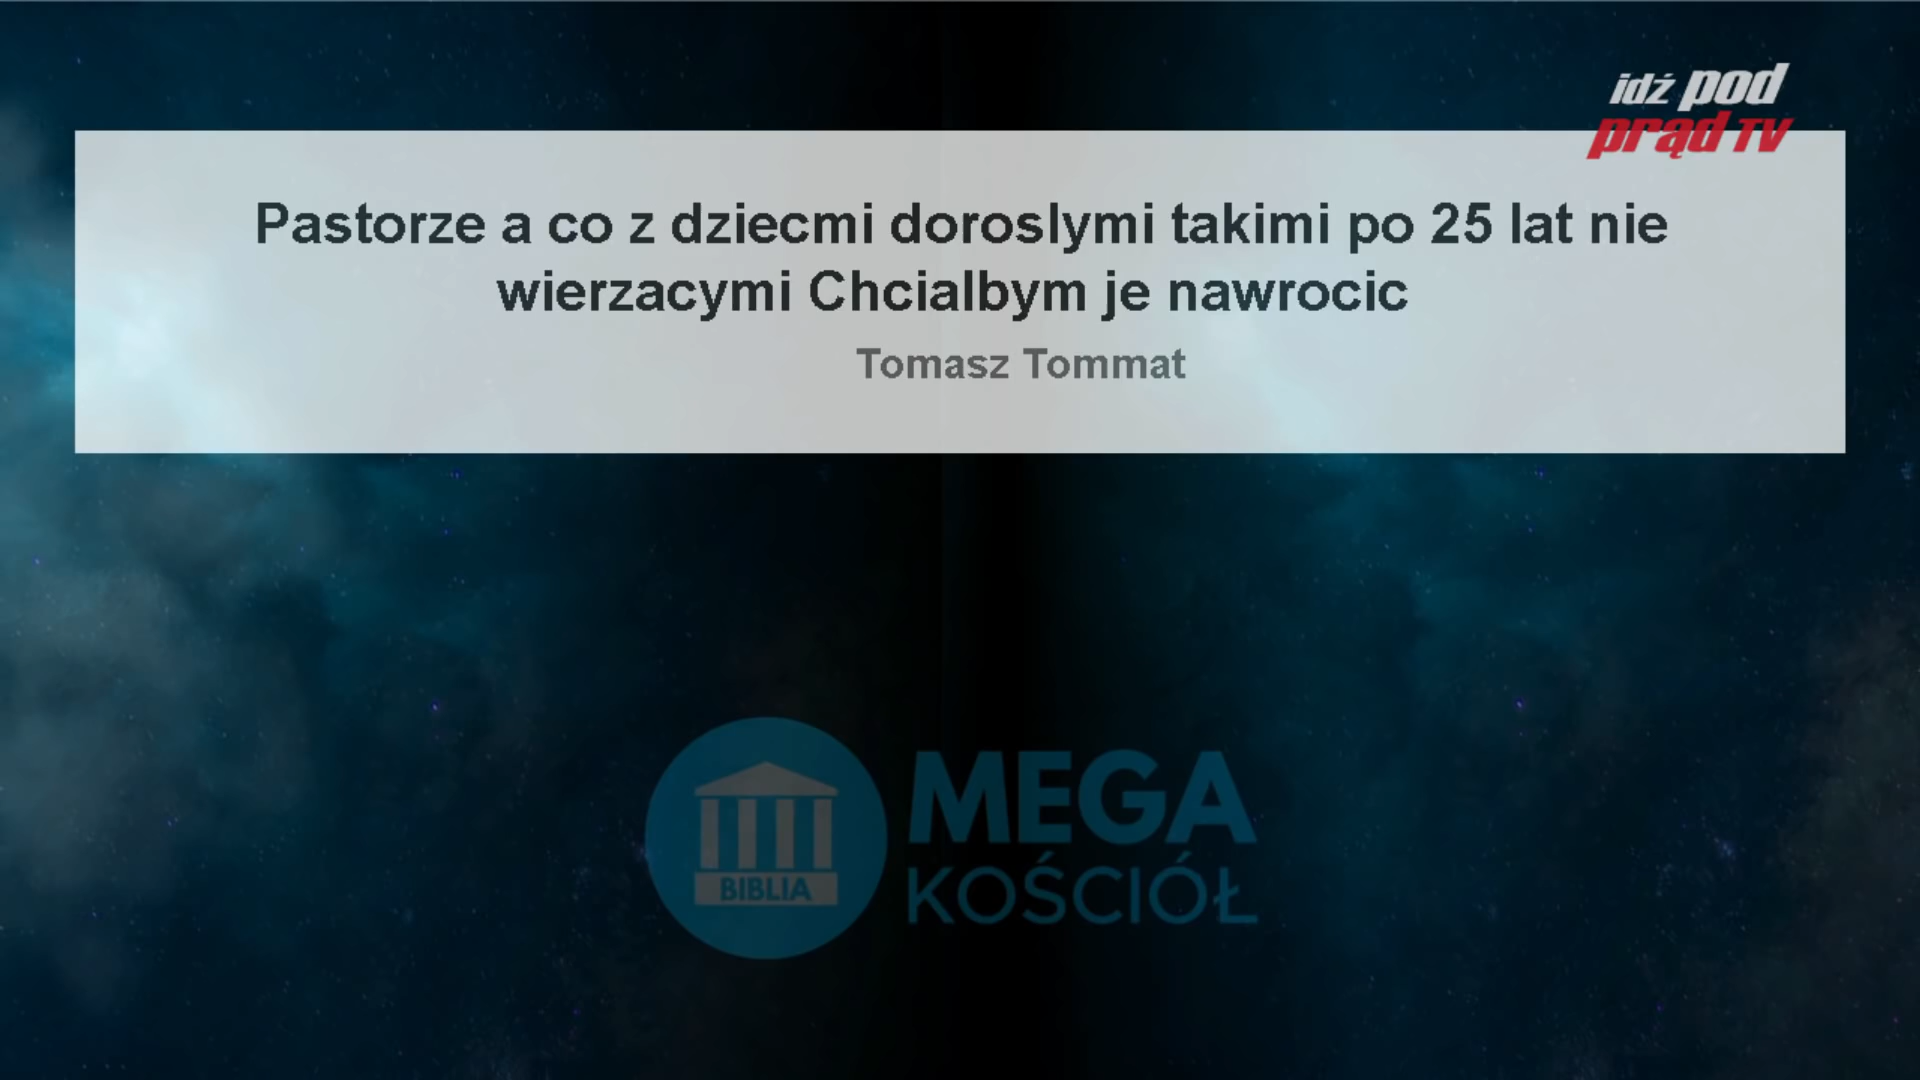 idź pod
prąd TV
Pastorze a co z dziecmi doroslymi takimi po 25 lat nie
wierzacymi Chcialbym je nawrocic
Tomasz Tommat
MEGA
KOŚCIÓŁ
BIBLIA